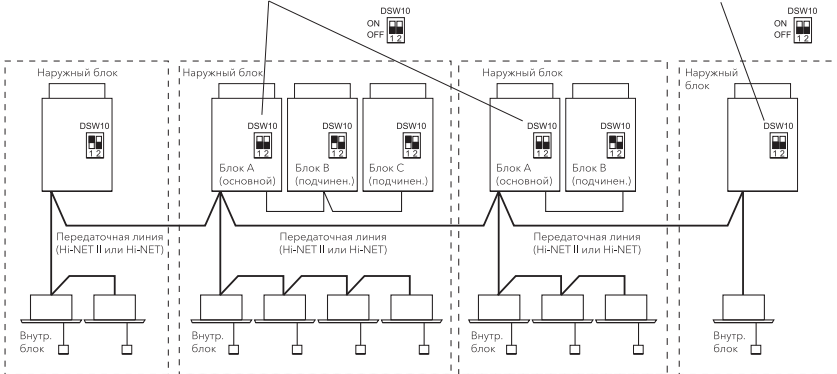 DSW10
ON
OFF
1 2
DSW10
ON
OFF
1 2
Наружный блок
Наружный блок
Наружный блок
Наружный
блок
DSW10
1 2
DSW10
1 2
DSW10
1 2
DSW10
1 2
DSW10
1 2
DSW10
1 2
DSW10
1 2
Блок А
(основной)
Блок В
(подчинен.)
Блок С
(подчинен.)
Блок А
(основной)
Блок В
(подчинен.)
Передаточная линия
(Hi-NET II или Hi-NET)
Передаточная линия
(Hi-NET II или Hi-NET)
Передаточная линия
(Hi-NET II или Hi-NET)
Внутр.
блок
Внутр.
блок
Внутр.
блок
Внутр.
блок